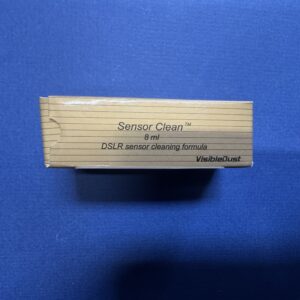 Sensor Clean™
8 ml
DSLR sensor cleaning formula
VisibleDust